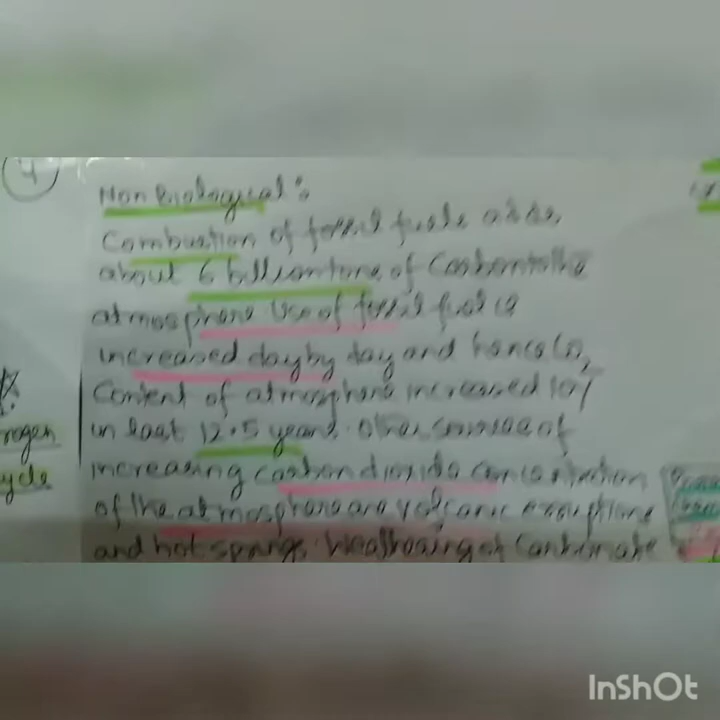 4
Non Biological :
Combustion of fossil fuels adds
about 6 billion tons of Carbon to the
atmosphere Use of fossil fuel is
increased day by day and hence CO2
Content of atmosphere increased 10%
in last 12.5 years. Other sources of
increasing carbon dioxide concentration
of the atmosphere are volcanic eruptions
and hot springs. Weathering of Carbonate
rogen
ycle
InShOt